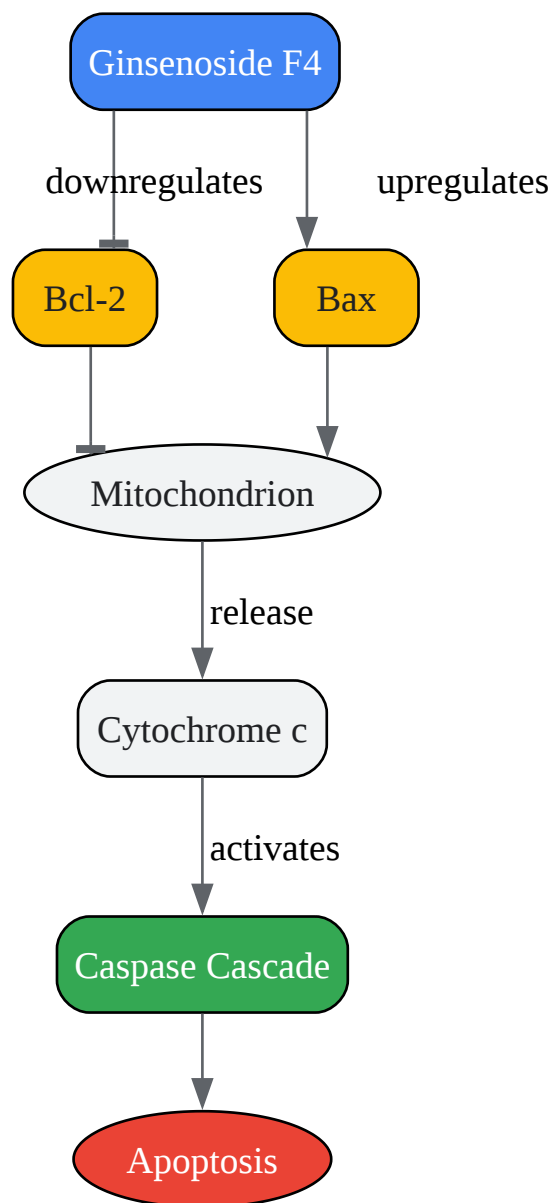 Ginsenoside F4
downregulates
upregulates
Bcl-2
Bax
Mitochondrion
release
Cytochrome c
activates
Caspase Cascade
Apoptosis